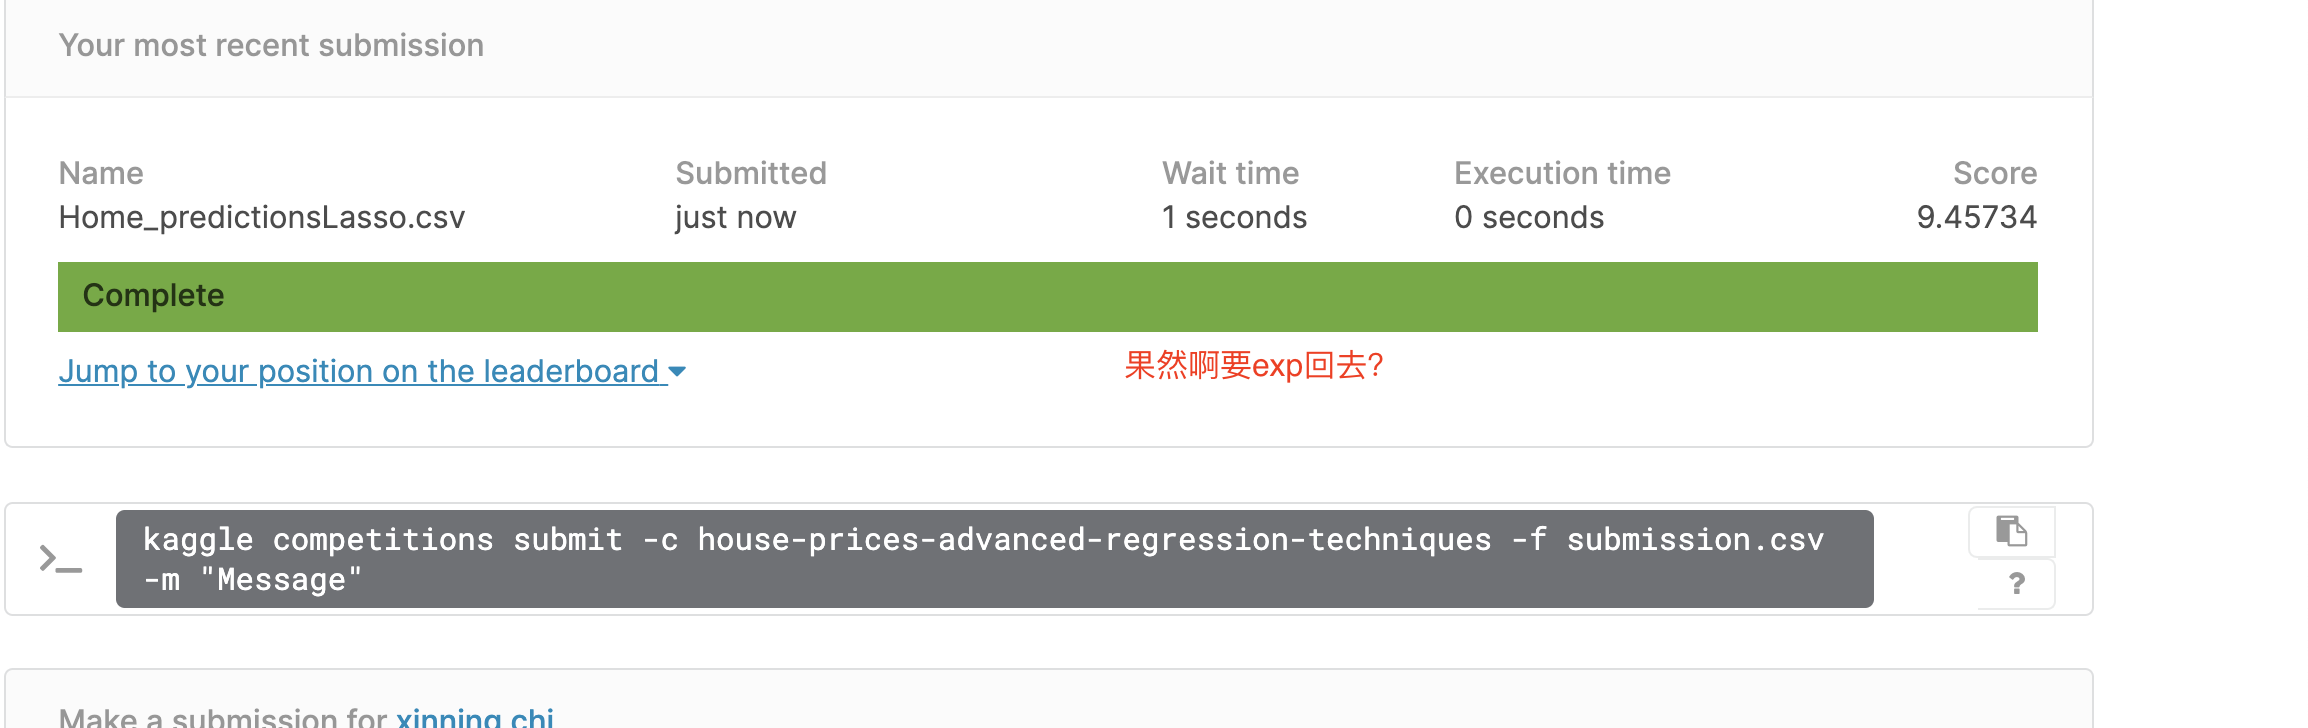 Your most recent submission
Name Submitted Wait time Execution time Score
Home_predictionsLasso.csv just now 1 seconds 0 seconds 9.45734
Complete
Jump to your position on the leaderboard
果然啊要exp回去?
kaggle competitions submit -c house-prices-advanced-regression-techniques -f submission.csv
-m "Message"
?
Make a submission for xinning chi